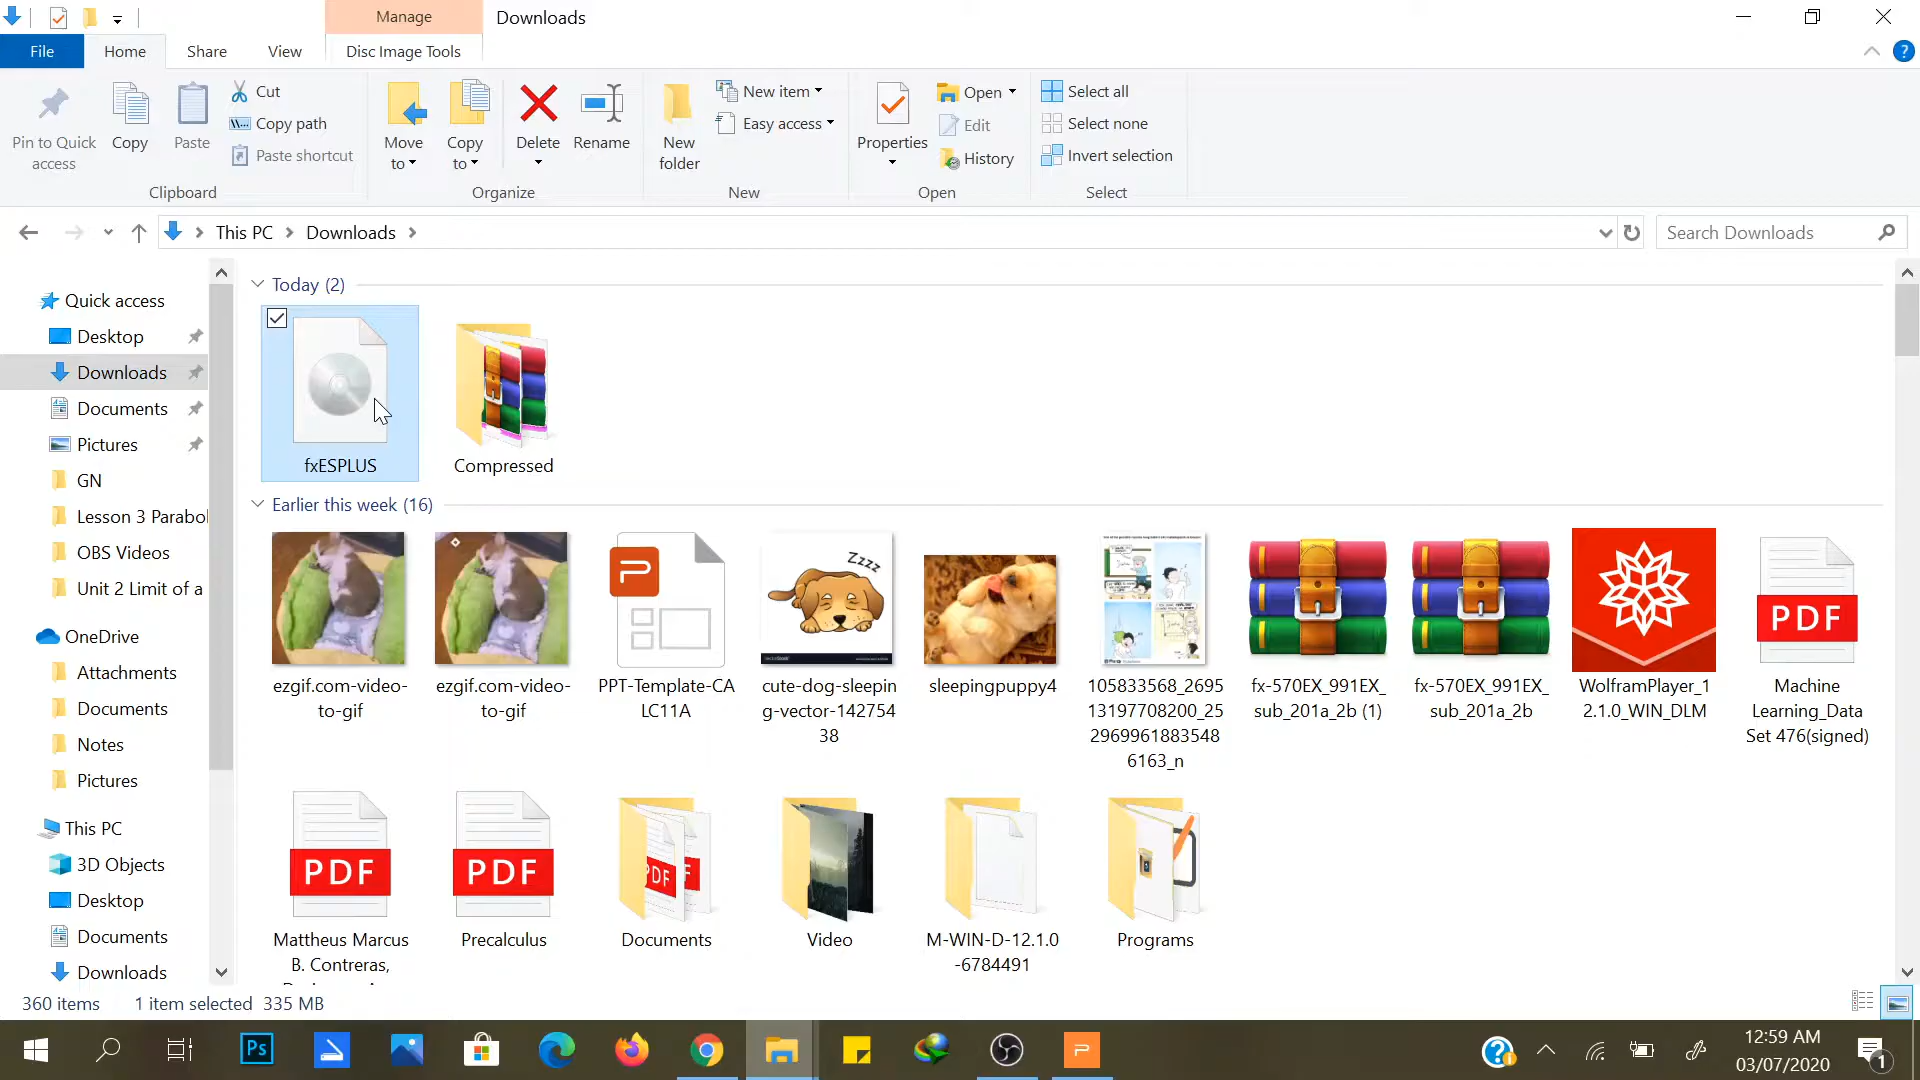 Manage
Downloads
File
Home
Share
View
Disc Image Tools
Pin to Quick
access
Copy
Paste
Cut
Copy path
Paste shortcut
Clipboard
Move
to
Copy
to
Delete
Rename
Organize
New
folder
New item
Easy access
New
Properties
Open
Edit
History
Open
Select all
Select none
Invert selection
Select
This PC
Downloads
Search Downloads
Quick access
Desktop
Downloads
Documents
Pictures
GN
Lesson 3 Parabol
OBS Videos
Unit 2 Limit of a
OneDrive
Attachments
Documents
Notes
Pictures
This PC
3D Objects
Desktop
Documents
Downloads
Today (2)
fxESPLUS
Compressed
Earlier this week (16)
Zzzz
PDF
ezgif.com-video-
to-gif
ezgif.com-video-
to-gif
PPT-Template-CA
LC11A
cute-dog-sleepin
g-vector-142754
38
sleepingpuppy4
105833568_2695
13197708200_25
2969961883548
6163_n
fx-570EX_991EX_
sub_201a_2b (1)
fx-570EX_991EX_
sub_201a_2b
WolframPlayer_1
2.1.0_WIN_DLM
Machine
Learning_Data
Set 476(signed)
PDF
PDF
PDF
Mattheus Marcus
B. Contreras,
Precalculus
Documents
Video
M-WIN-D-12.1.0
-6784491
Programs
360 items
1 item selected 335 MB
Ps
12:59 AM
03/07/2020
1